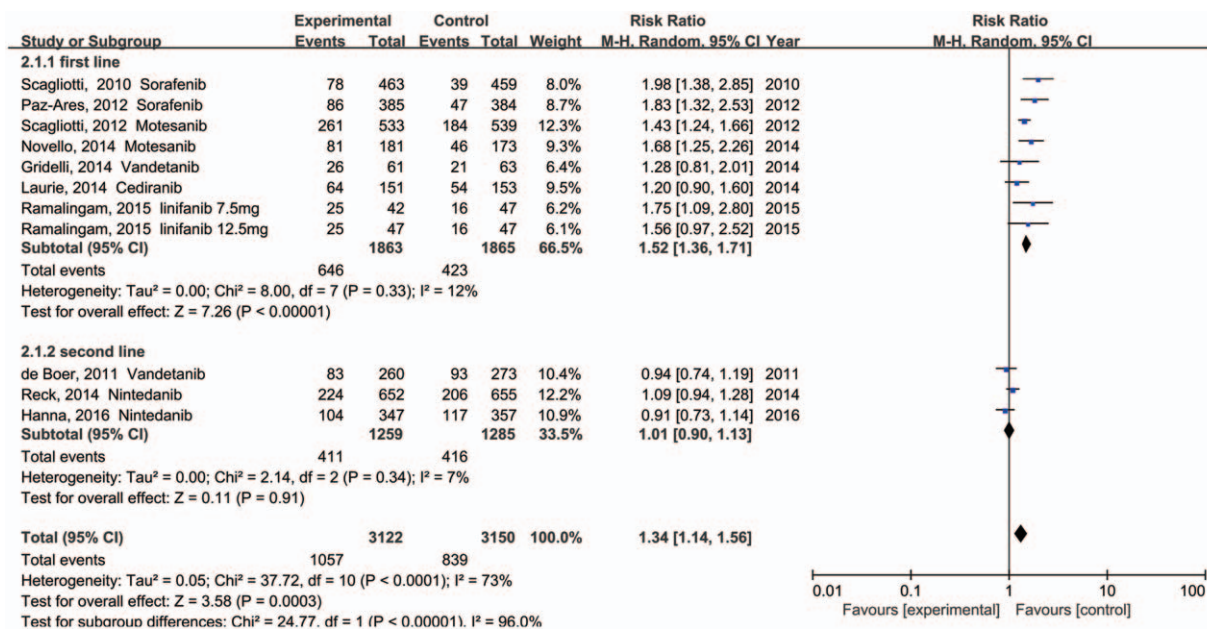 Experimental Control Risk Ratio Risk Ratio
Study or Subgroup Events Total Events Total Weight M-H, Random, 95% CI Year M-H, Random, 95% CI
2.1.1 first line
Scagliotti, 2010 Sorafenib 78 463 39 459 8.0% 1.98 [1.38, 2.85] 2010
Paz-Ares, 2012 Sorafenib 86 385 47 384 8.7% 1.83 [1.32, 2.53] 2012
Scagliotti, 2012 Motesanib 261 533 184 539 12.3% 1.43 [1.24, 1.66] 2012
Novello, 2014 Motesanib 81 181 46 173 9.3% 1.68 [1.25, 2.26] 2014
Gridelli, 2014 Vandetanib 26 61 21 63 6.4% 1.28 [0.81, 2.01] 2014
Laurie, 2014 Cediranib 64 151 54 153 9.5% 1.20 [0.90, 1.60] 2014
Ramalingam, 2015 linifanib 7.5mg 25 42 16 47 6.2% 1.75 [1.09, 2.80] 2015
Ramalingam, 2015 linifanib 12.5mg 25 47 16 47 6.1% 1.56 [0.97, 2.52] 2015
Subtotal (95% CI) 1863 1865 66.5% 1.52 [1.36, 1.71]
Total events 646 423
Heterogeneity: Tau² = 0.00; Chi² = 8.00, df = 7 (P = 0.33); I² = 12%
Test for overall effect: Z = 7.26 (P < 0.00001)
2.1.2 second line
de Boer, 2011 Vandetanib 83 260 93 273 10.4% 0.94 [0.74, 1.19] 2011
Reck, 2014 Nintedanib 224 652 206 655 12.2% 1.09 [0.94, 1.28] 2014
Hanna, 2016 Nintedanib 104 347 117 357 10.9% 0.91 [0.73, 1.14] 2016
Subtotal (95% CI) 1259 1285 33.5% 1.01 [0.90, 1.13]
Total events 411 416
Heterogeneity: Tau² = 0.00; Chi² = 2.14, df = 2 (P = 0.34); I² = 7%
Test for overall effect: Z = 0.11 (P = 0.91)
Total (95% CI) 3122 3150 100.0% 1.34 [1.14, 1.56]
Total events 1057 839
Heterogeneity: Tau² = 0.05; Chi² = 37.72, df = 10 (P < 0.0001); I² = 73%
Test for overall effect: Z = 3.58 (P = 0.0003)
Test for subgroup differences: Chi² = 24.77, df = 1 (P < 0.00001), I² = 96.0%
0.01 0.1 1 10 100
Favours [experimental] Favours [control]